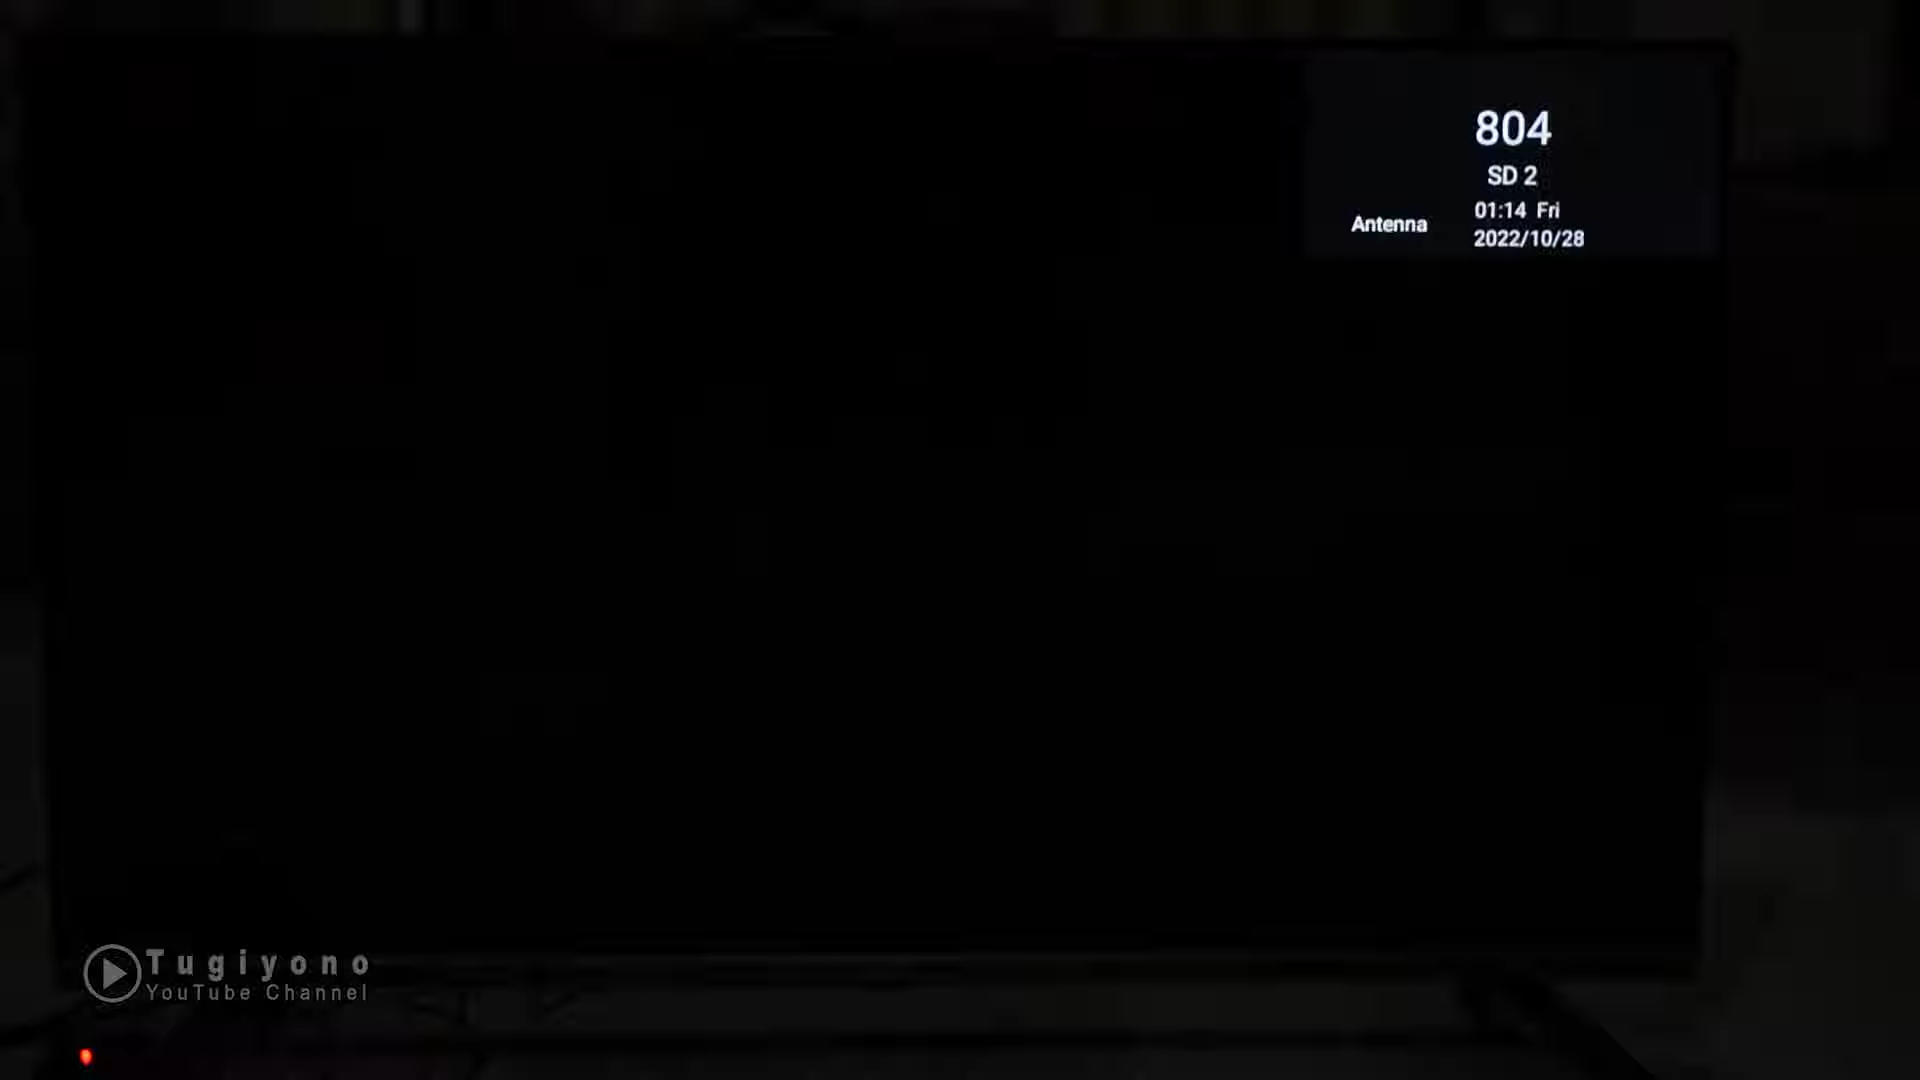 804
SD 2
Antenna
01:14 Fri
2022/10/28
Tugiyono
YouTube Channel